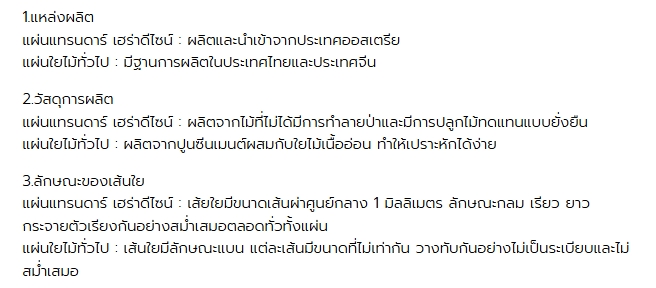 1.แหล่งผลิต
แผ่นแทรนดาร์ เฮร่าดีไซน์ : ผลิตและนำเข้าจากประเทศออสเตรีย
แผ่นใยไม้ทั่วไป : มีฐานการผลิตในประเทศไทยและประเทศจีน
2.วัสดุการผลิต
แผ่นแทรนดาร์ เฮร่าดีไซน์ : ผลิตจากไม้ที่ไม่ได้มีการทำลายป่าและมีการปลูกไม้ทดแทนแบบยั่งยืน
แผ่นใยไม้ทั่วไป : ผลิตจากปูนซีนเมนต์ผสมกับใยไม้เนื้ออ่อน ทำให้เปราะหักได้ง่าย
3.ลักษณะของเส้นใย
แผ่นแทรนดาร์ เฮร่าดีไซน์ : เส้ยใยมีขนาดเส้นผ่าศูนย์กลาง 1 มิลลิเมตร ลักษณะกลม เรียว ยาว
กระจายตัวเรียงกันอย่างสม่ำเสมอตลอดทั่วทั้งแผ่น
แผ่นใยไม้ทั่วไป : เส้นใยมีลักษณะแบน แต่ละเส้นมีขนาดที่ไม่เท่ากัน วางทับกันอย่างไม่เป็นระเบียบและไม่
สม่ำเสมอ